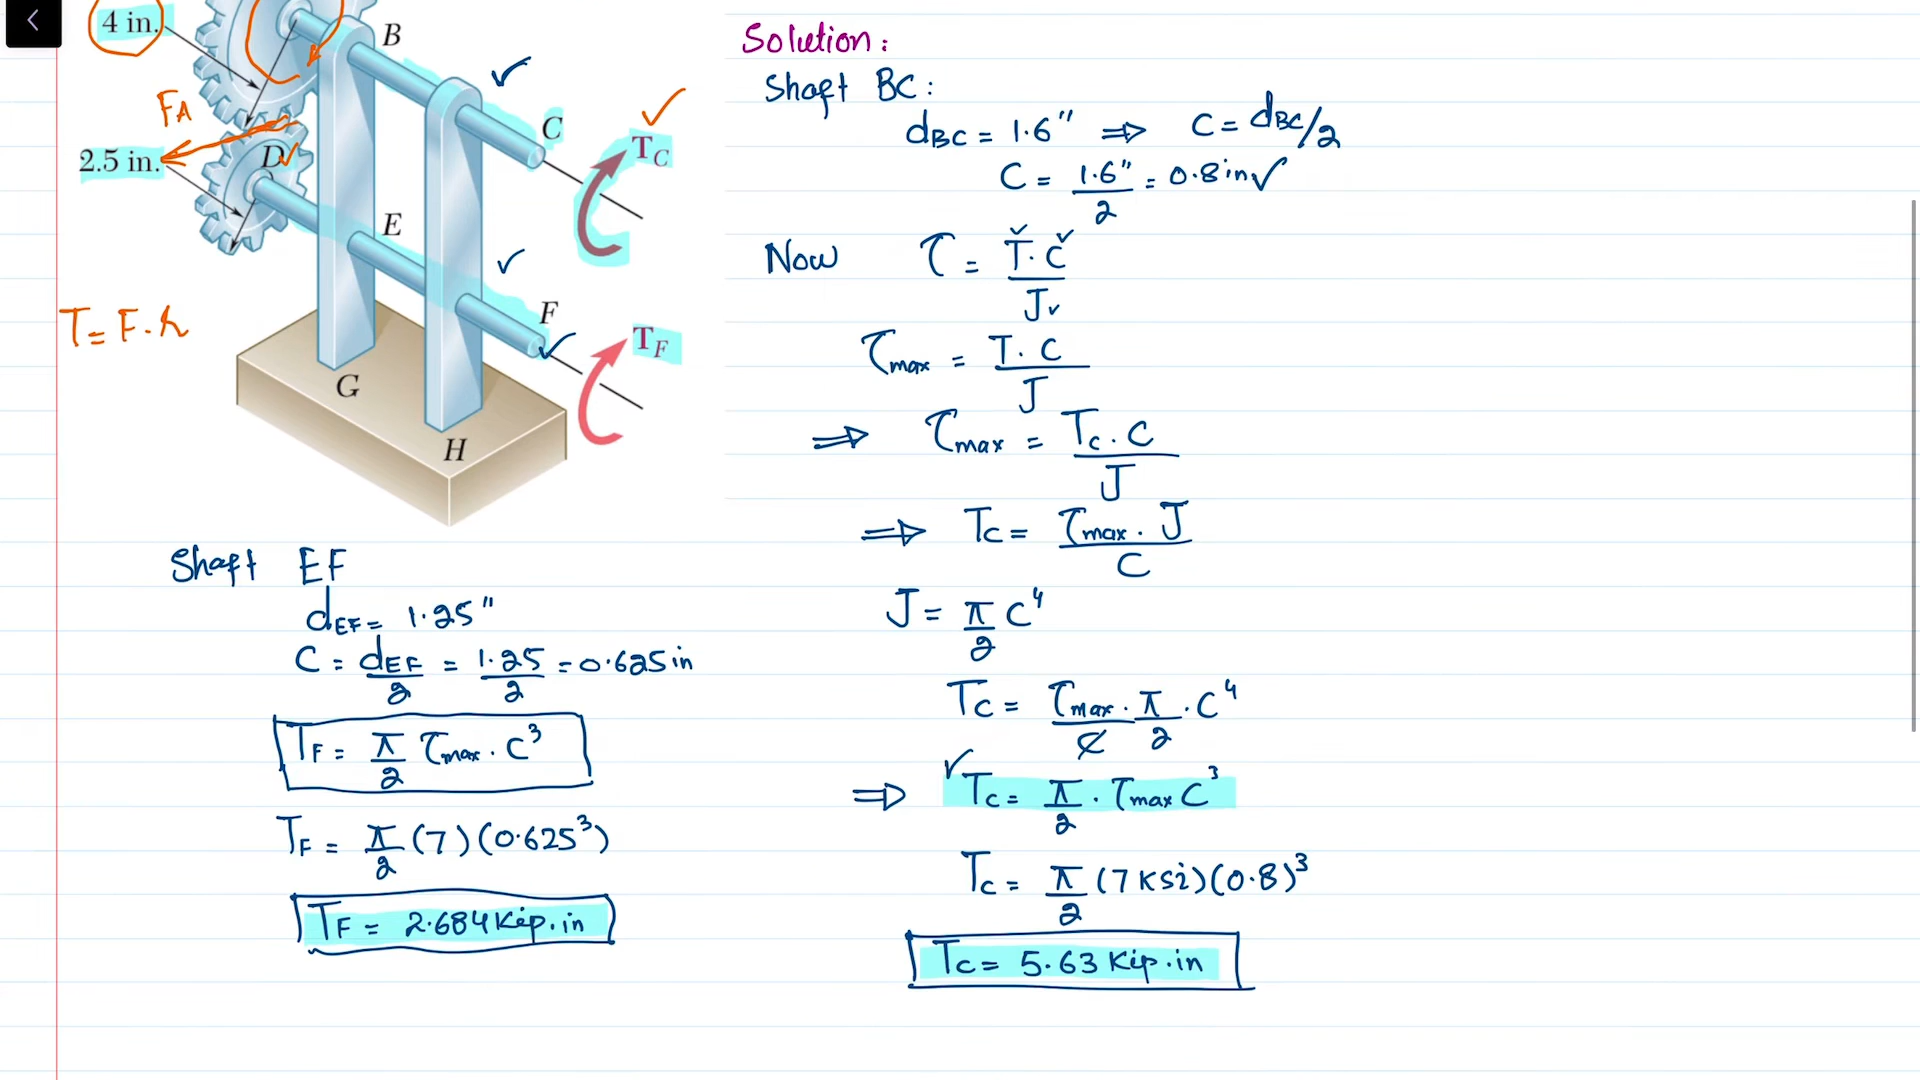 4 in.
B
FA
C
TC
2.5 in.
D
E
T = F.r
F
TF
G
H
Shaft EF
dEF = 1.25"
C = dEF/2 = 1.25/2 = 0.625 in
TF = π/2 τmax . C³
TF = π/2 (7)(0.625³)
TF = 2.684 Kip.in
Solution:
Shaft BC:
dBC = 1.6" ⇒ C = dBC/2
C = 1.6"/2 = 0.8 in
Now τ = T.C/J
τmax = T.C/J
⇒ τmax = Tc.C/J
⇒ Tc = τmax.J/C
J = π/2 C⁴
Tc = τmax/C . π/2 . C⁴
⇒ Tc = π/2 . τmax C³
Tc = π/2 (7 Ksi)(0.8)³
Tc = 5.63 Kip.in